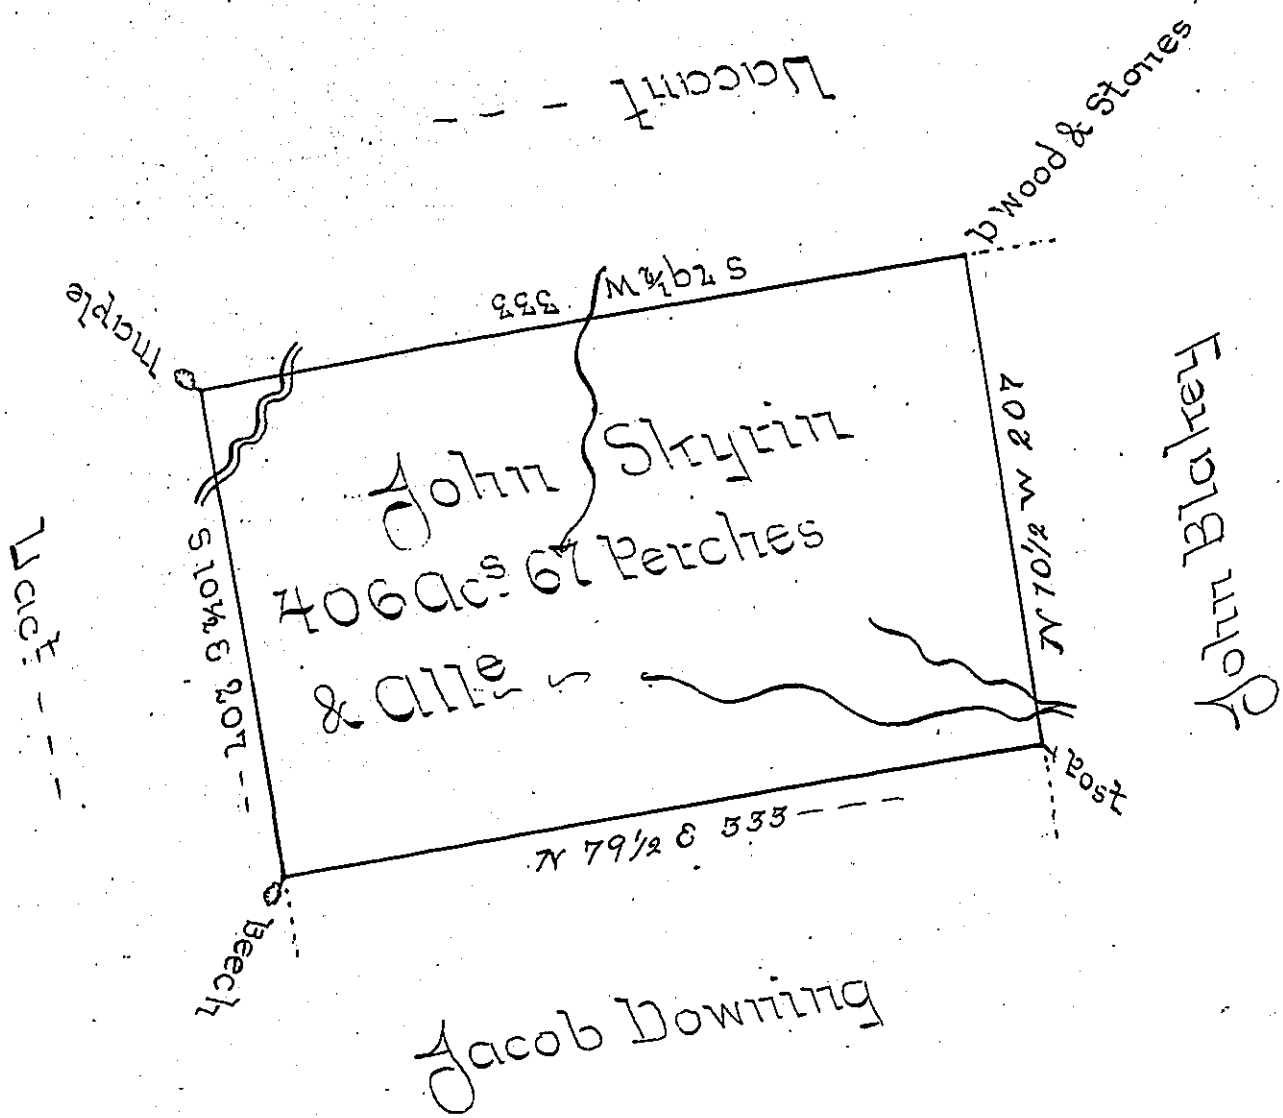 Vacant - - -
b Wood & Stones
S 79½ W 333
Maple
John Skyrin
406 Acs. 67 Perches
& Alle
N 10½ W 207
John Blakey
Vact. - - - -
S 10½ E 207 - -
Post
N 79½ E 333 - - - -
Beech
Jacob Downing